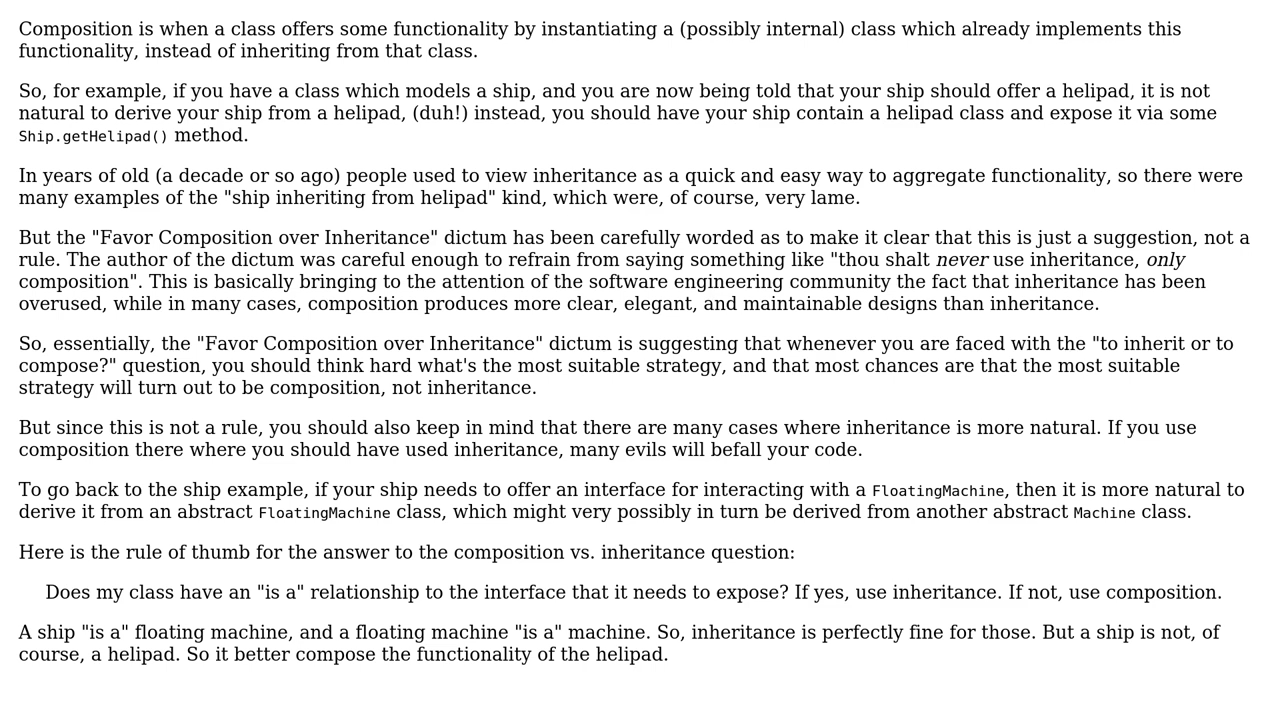 Composition is when a class offers some functionality by instantiating a (possibly internal) class which already implements this
functionality, instead of inheriting from that class.
So, for example, if you have a class which models a ship, and you are now being told that your ship should offer a helipad, it is not
natural to derive your ship from a helipad, (duh!) instead, you should have your ship contain a helipad class and expose it via some
Ship.getHelipad() method.
In years of old (a decade or so ago) people used to view inheritance as a quick and easy way to aggregate functionality, so there were
many examples of the "ship inheriting from helipad" kind, which were, of course, very lame.
But the "Favor Composition over Inheritance" dictum has been carefully worded as to make it clear that this is just a suggestion, not a
rule. The author of the dictum was careful enough to refrain from saying something like "thou shalt never use inheritance, only
composition". This is basically bringing to the attention of the software engineering community the fact that inheritance has been
overused, while in many cases, composition produces more clear, elegant, and maintainable designs than inheritance.
So, essentially, the "Favor Composition over Inheritance" dictum is suggesting that whenever you are faced with the "to inherit or to
compose?" question, you should think hard what's the most suitable strategy, and that most chances are that the most suitable
strategy will turn out to be composition, not inheritance.
But since this is not a rule, you should also keep in mind that there are many cases where inheritance is more natural. If you use
composition there where you should have used inheritance, many evils will befall your code.
To go back to the ship example, if your ship needs to offer an interface for interacting with a FloatingMachine, then it is more natural to
derive it from an abstract FloatingMachine class, which might very possibly in turn be derived from another abstract Machine class.
Here is the rule of thumb for the answer to the composition vs. inheritance question:
Does my class have an "is a" relationship to the interface that it needs to expose? If yes, use inheritance. If not, use composition.
A ship "is a" floating machine, and a floating machine "is a" machine. So, inheritance is perfectly fine for those. But a ship is not, of
course, a helipad. So it better compose the functionality of the helipad.